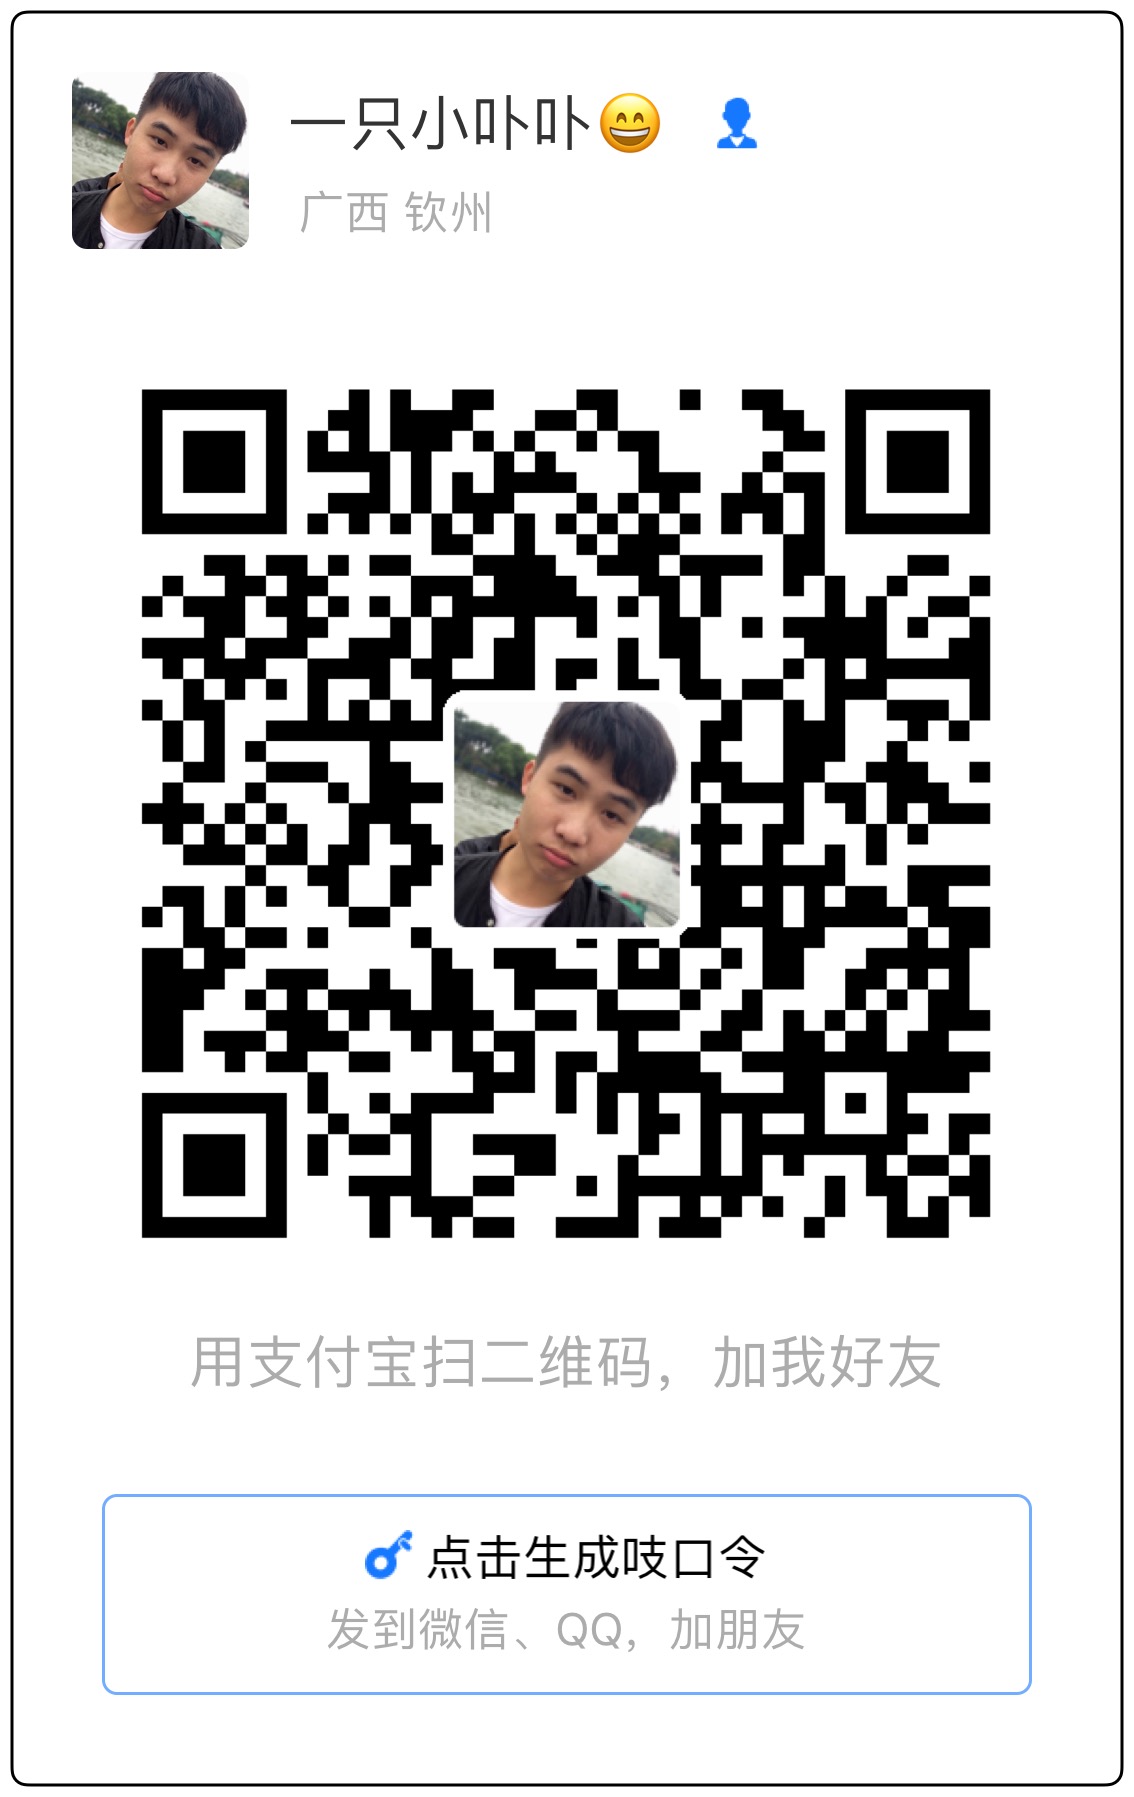 一只小卟卟😄
广西 钦州
用支付宝扫二维码，加我好友
点击生成吱口令
发到微信、QQ，加朋友